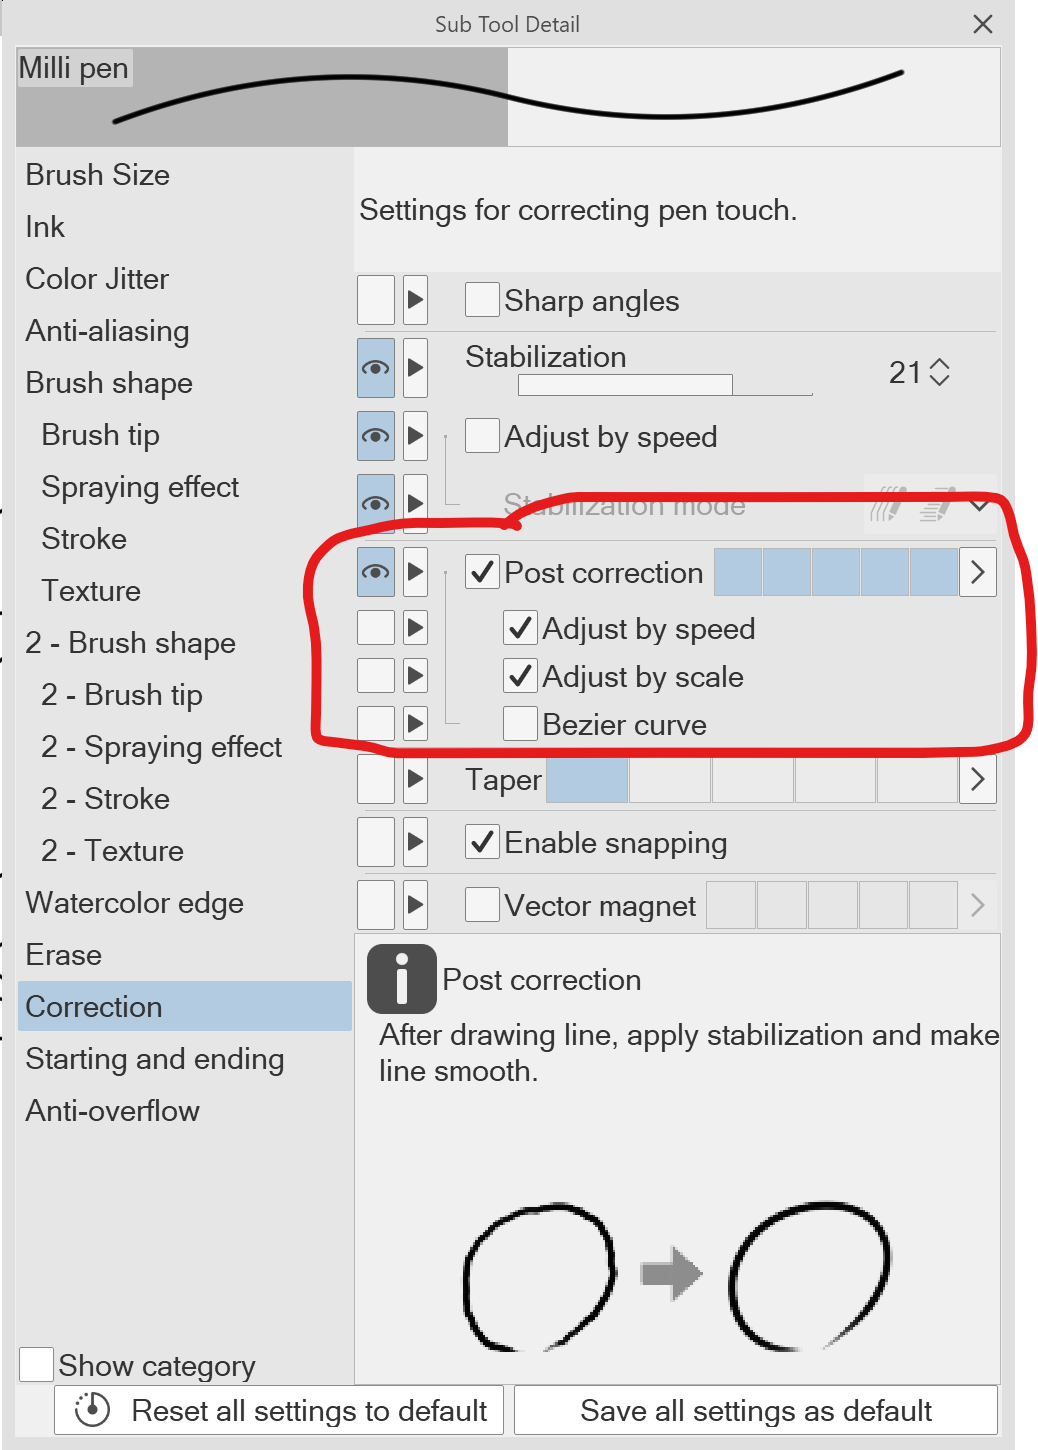 Sub Tool Detail
Milli pen
Brush Size
Ink
Color Jitter
Anti-aliasing
Brush shape
Brush tip
Spraying effect
Stroke
Texture
2 - Brush shape
2 - Brush tip
2 - Spraying effect
2 - Stroke
2 - Texture
Watercolor edge
Erase
Correction
Starting and ending
Anti-overflow
Show category
Settings for correcting pen touch.
Sharp angles
Stabilization 21
Adjust by speed
Stabilization mode
Post correction
Adjust by speed
Adjust by scale
Bezier curve
Taper
Enable snapping
Vector magnet
Post correction
After drawing line, apply stabilization and make
line smooth.
Reset all settings to default
Save all settings as default